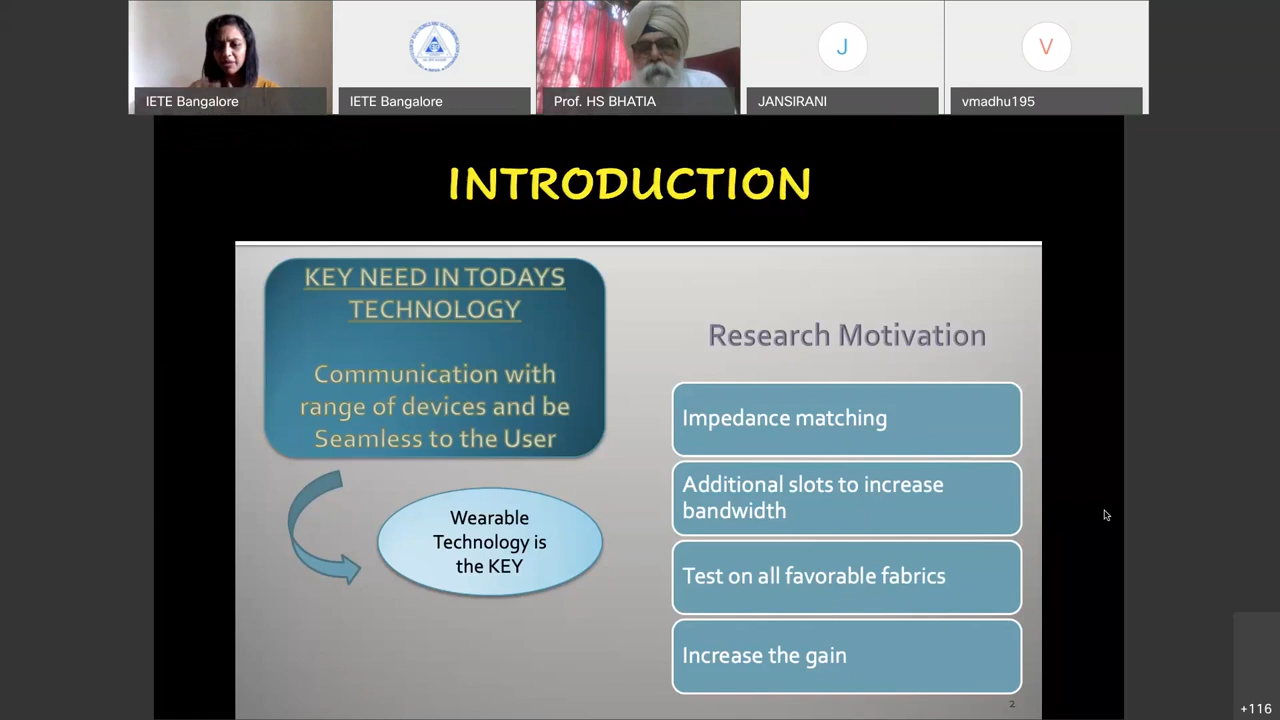 IETE Bangalore
IETE Bangalore
Prof. HS BHATIA
J
JANSIRANI
V
vmadhu195
INTRODUCTION
KEY NEED IN TODAYS
TECHNOLOGY
Communication with
range of devices and be
Seamless to the User
Wearable
Technology is
the KEY
Research Motivation
Impedance matching
Additional slots to increase
bandwidth
Test on all favorable fabrics
Increase the gain
2
+116